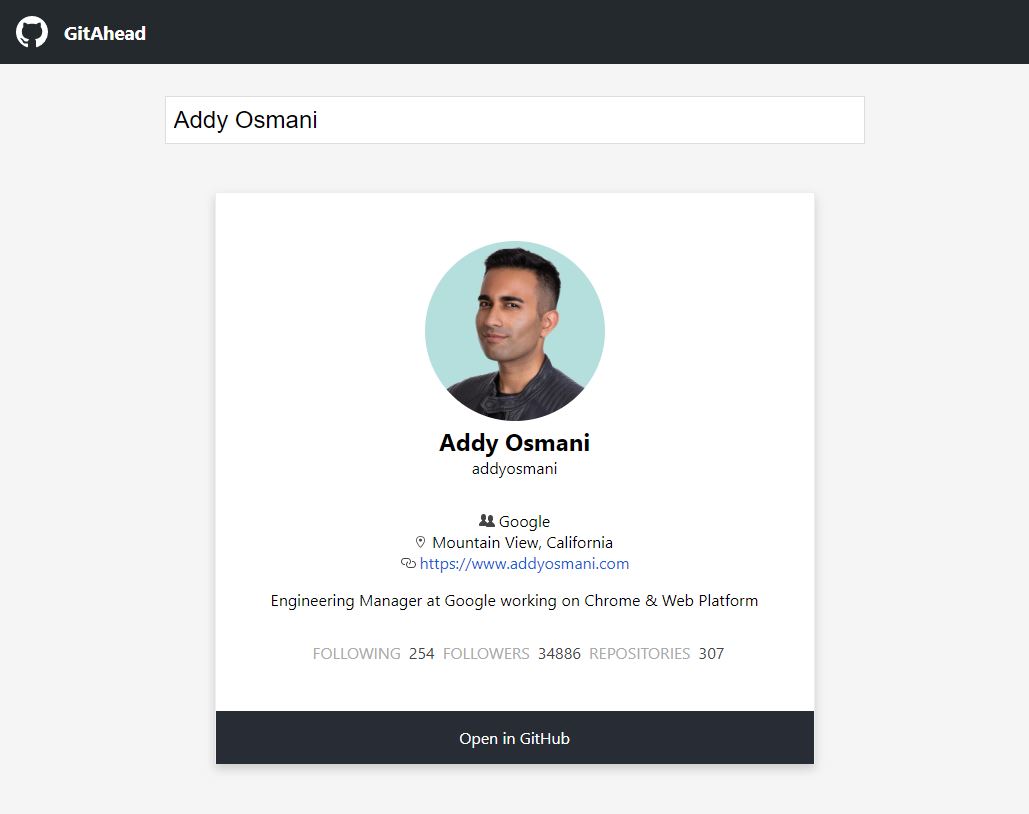 GitAhead
Addy Osmani
Addy Osmani
addyosmani
Google
Mountain View, California
https://www.addyosmani.com
Engineering Manager at Google working on Chrome & Web Platform
FOLLOWING 254 FOLLOWERS 34886 REPOSITORIES 307
Open in GitHub